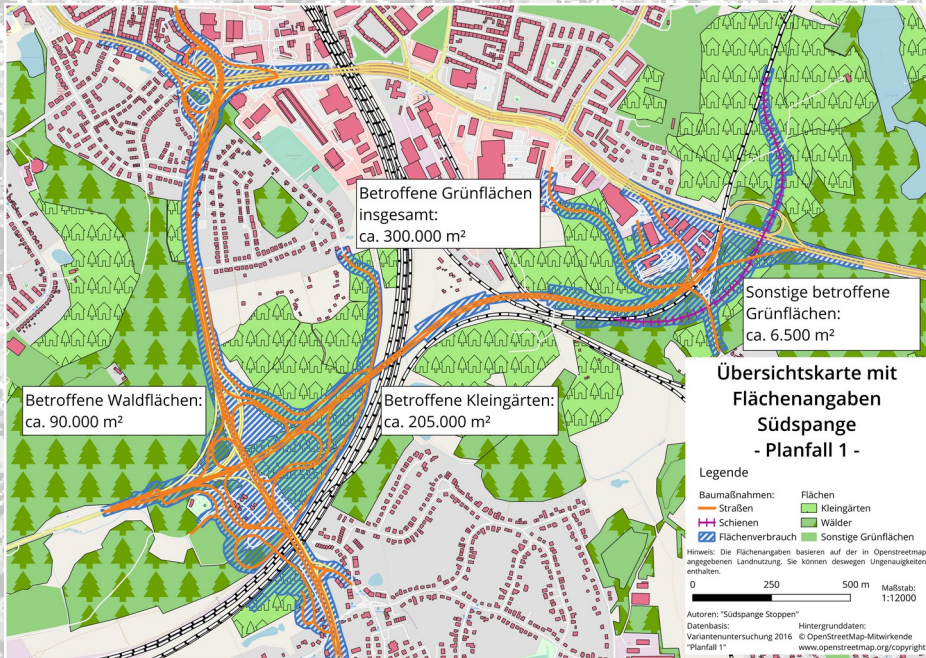 Betroffene Grünflächen
insgesamt:
ca. 300.000 m²
Sonstige betroffene
Grünflächen:
ca. 6.500 m²
Betroffene Waldflächen:
ca. 90.000 m²
Betroffene Kleingärten:
ca. 205.000 m²
Übersichtskarte mit
Flächenangaben
Südspange
- Planfall 1 -
Legende
Baumaßnahmen:
Straßen
Schienen
Flächenverbrauch
Flächen
Kleingärten
Wälder
Sonstige Grünflächen
Hinweis: Die Flächenangaben basieren auf der in Openstreetmap
angegebenen Landnutzung. Sie können deswegen Ungenauigkeiten
enthalten.
0 250 500 m
Maßstab:
1:12000
Autoren: "Südspange Stoppen"
Datenbasis:
Variantenuntersuchung 2016
"Planfall 1"
Hintergrunddaten:
© OpenStreetMap-Mitwirkende
www.openstreetmap.org/copyright